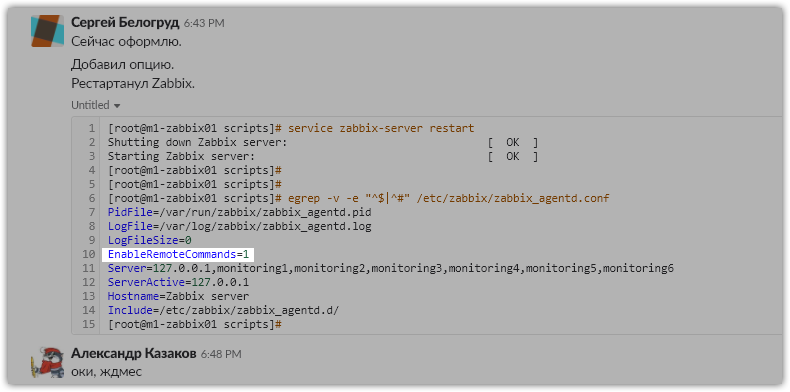 Сергей Белогруд 6:43 PM
Сейчас оформлю.
Добавил опцию.
Рестартанул Zabbix.
Untitled
1 [root@m1-zabbix01 scripts]# service zabbix-server restart
2 Shutting down Zabbix server: [ OK ]
3 Starting Zabbix server: [ OK ]
4 [root@m1-zabbix01 scripts]#
5 [root@m1-zabbix01 scripts]#
6 [root@m1-zabbix01 scripts]# egrep -v -e "^$|^#" /etc/zabbix/zabbix_agentd.conf
7 PidFile=/var/run/zabbix/zabbix_agentd.pid
8 LogFile=/var/log/zabbix/zabbix_agentd.log
9 LogFileSize=0
10 EnableRemoteCommands=1
11 Server=127.0.0.1,monitoring1,monitoring2,monitoring3,monitoring4,monitoring5,monitoring6
12 ServerActive=127.0.0.1
13 Hostname=Zabbix server
14 Include=/etc/zabbix/zabbix_agentd.d/
15 [root@m1-zabbix01 scripts]#
Александр Казаков 6:48 PM
оки, ждмес